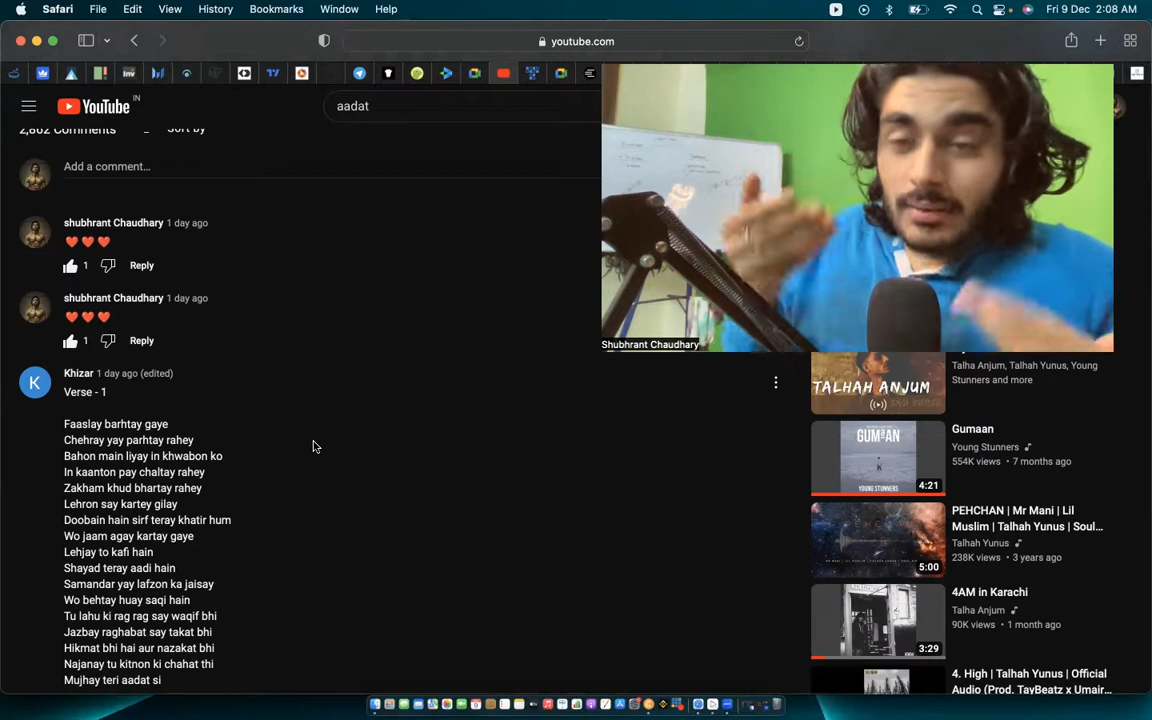 Safari File Edit View History Bookmarks Window Help Fri 9 Dec 2:08 AM
youtube.com
inv
YouTube IN
aadat
2,862 Comments Sort by
Add a comment...
shubhrant Chaudhary 1 day ago
❤️❤️❤️
1 Reply
shubhrant Chaudhary 1 day ago
❤️❤️❤️
1 Reply
K
Khizar 1 day ago (edited)
Verse - 1
Faaslay barhtay gaye
Chehray yay parhtay rahey
Bahon main liyay in khwabon ko
In kaanton pay chaltay rahey
Zakham khud bhartay rahey
Lehron say kartey gilay
Doobain hain sirf teray khatir hum
Wo jaam agay kartay gaye
Lehjay to kafi hain
Shayad teray aadi hain
Samandar yay lafzon ka jaisay
Wo behtay huay saqi hain
Tu lahu ki rag rag say waqif bhi
Jazbay raghabat say takat bhi
Hikmat bhi hai aur nazakat bhi
Najanay tu kitnon ki chahat thi
Mujhay teri aadat si
Shubhrant Chaudhary
TALHAH ANJUM
Talha Anjum, Talhah Yunus, Young
Stunners and more
GUMAAN
4:21
Gumaan
Young Stunners
554K views • 7 months ago
PEHCHAN
5:00
PEHCHAN | Mr Mani | Lil
Muslim | Talhah Yunus | Soul...
Talhah Yunus
238K views • 3 years ago
3:29
4AM in Karachi
Talha Anjum
90K views • 1 month ago
4. High | Talhah Yunus | Official
Audio (Prod. TayBeatz x Umair...